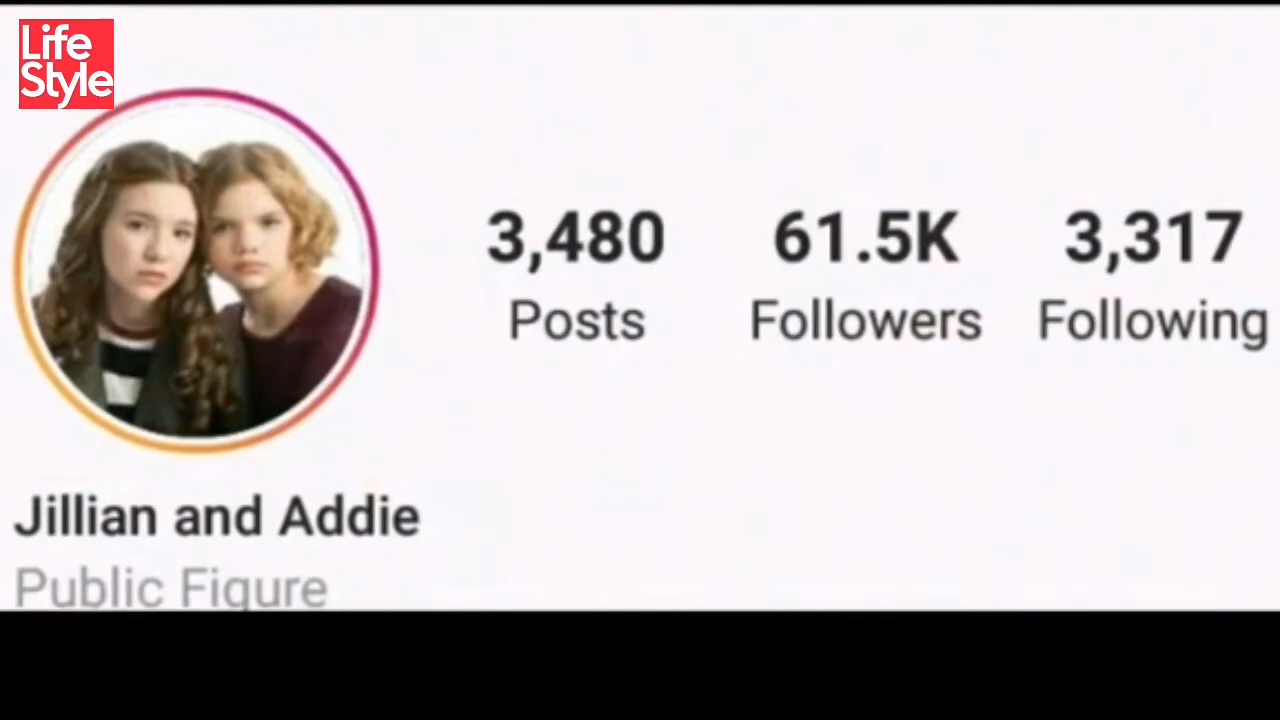 Life
Style
3,480 61.5K 3,317
Posts Followers Following
Jillian and Addie
Public Figure